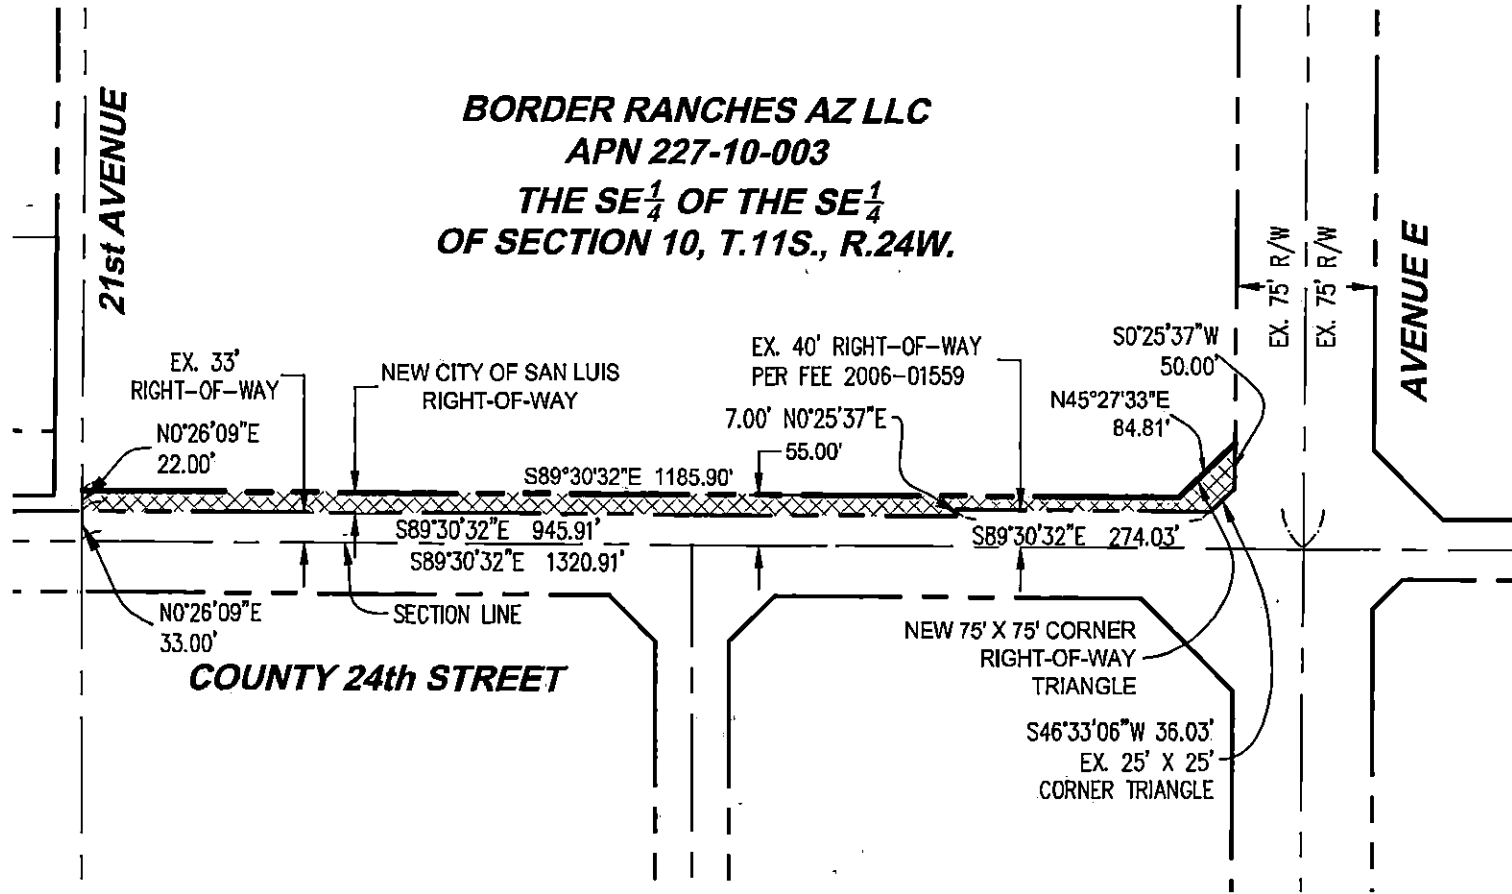 BORDER RANCHES AZ LLC
APN 227-10-003
THE SE 1/4 OF THE SE 1/4
OF SECTION 10, T.11S., R.24W.
21st AVENUE
AVENUE E
EX. 75' R/W
EX. 75' R/W
EX. 33'
RIGHT-OF-WAY
N0°26'09"E
22.00'
NEW CITY OF SAN LUIS
RIGHT-OF-WAY
EX. 40' RIGHT-OF-WAY
PER FEE 2006-01559
7.00' N0°25'37"E
55.00'
S0°25'37"W
50.00'
N45°27'33"E
84.81'
S89°30'32"E 1185.90'
S89°30'32"E 945.91'
S89°30'32"E 1320.91'
S89°30'32"E 274.03'
N0°26'09"E
33.00'
SECTION LINE
COUNTY 24th STREET
NEW 75' X 75' CORNER
RIGHT-OF-WAY
TRIANGLE
S46°33'06"W 36.03'
EX. 25' X 25'
CORNER TRIANGLE